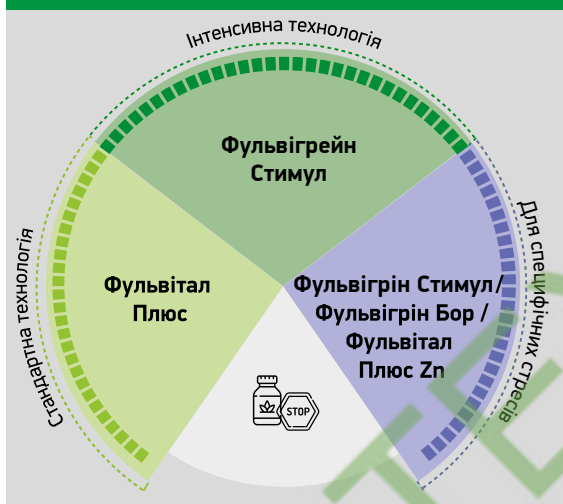 Інтенсивна технологія
Фульвігрейн
Стимул
Стандартна технологія
Фульвітал
Плюс
Фульвігрін Стимул/
Фульвігрін Бор /
Фульвітал
Плюс Zn
Для специфічних стресів
STOP